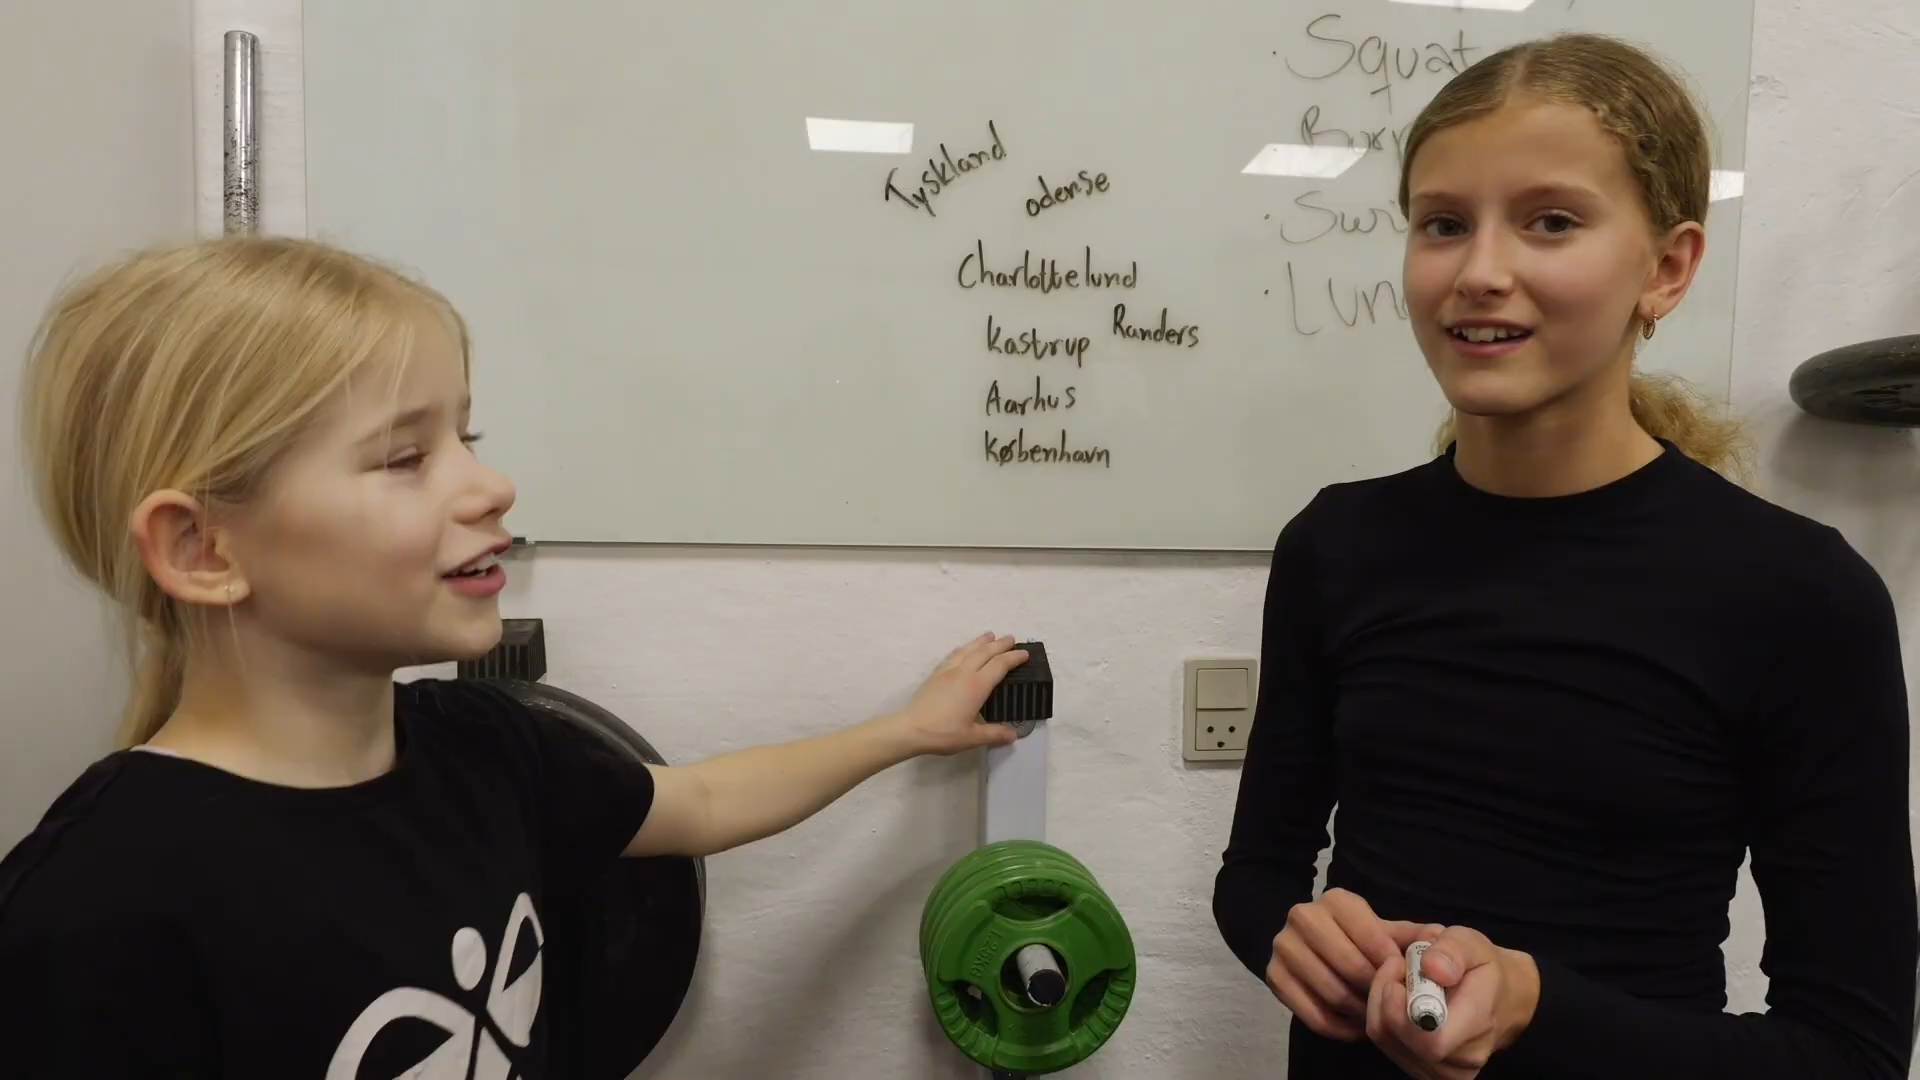 Tyskland
odense
Charlottelund
Randers
Kastrup
Aarhus
København
· Squat